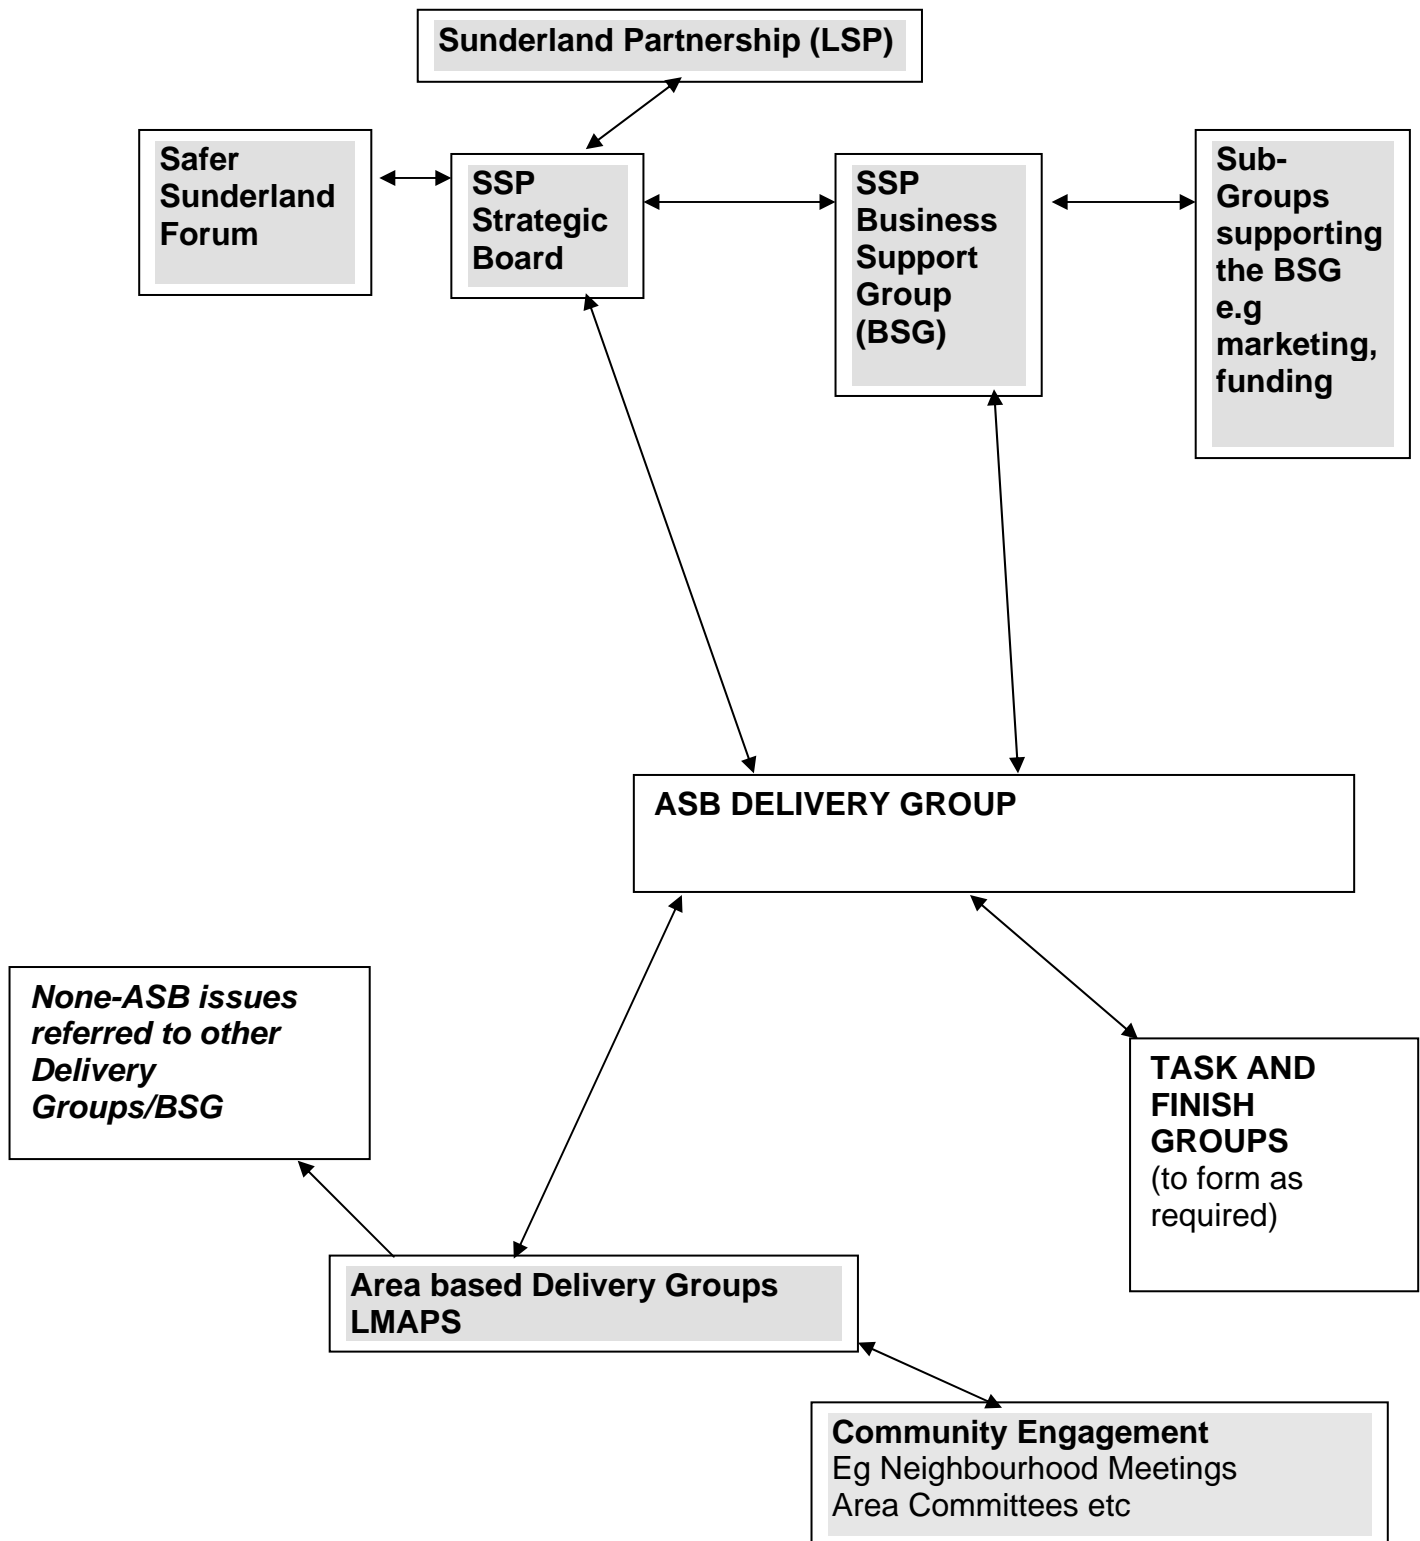 Sunderland Partnership (LSP)
Safer
Sunderland
Forum
SSP
Strategic
Board
SSP
Business
Support
Group
(BSG)
Sub-
Groups
supporting
the BSG
e.g
marketing,
funding
ASB DELIVERY GROUP
None-ASB issues
referred to other
Delivery
Groups/BSG
TASK AND
FINISH
GROUPS
(to form as
required)
Area based Delivery Groups
LMAPS
Community Engagement
Eg Neighbourhood Meetings
Area Committees etc